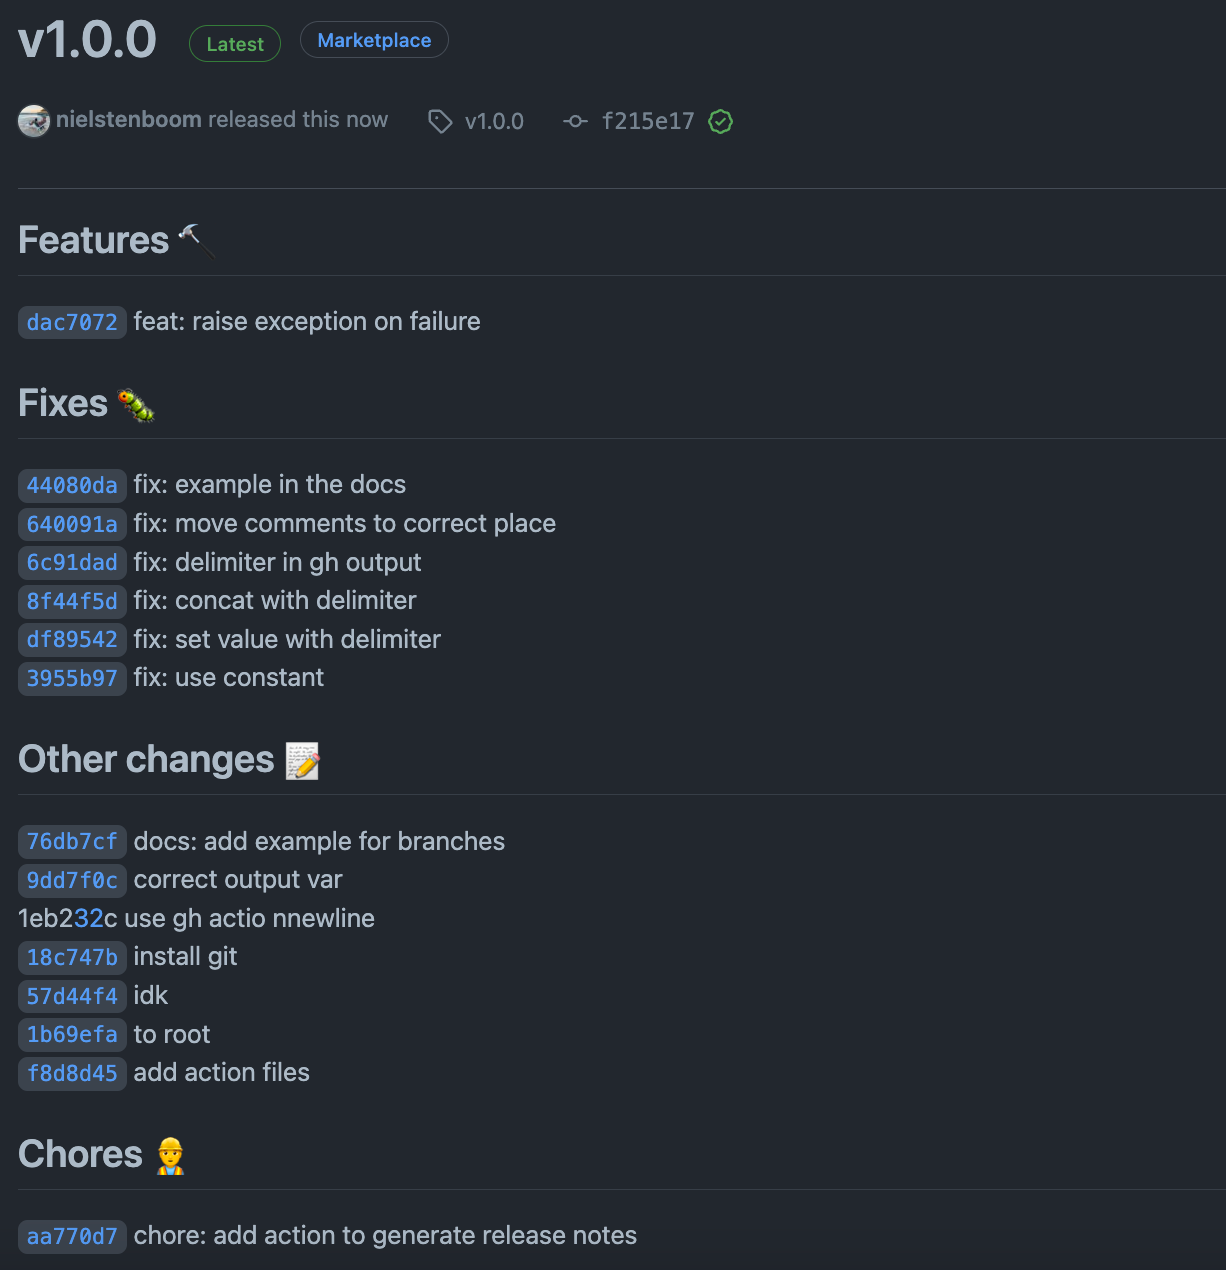 v1.0.0 Latest Marketplace
nielstenboom released this now v1.0.0 f215e17
Features 🔨
dac7072 feat: raise exception on failure
Fixes 🐛
44080da fix: example in the docs
640091a fix: move comments to correct place
6c91dad fix: delimiter in gh output
8f44f5d fix: concat with delimiter
df89542 fix: set value with delimiter
3955b97 fix: use constant
Other changes 📝
76db7cf docs: add example for branches
9dd7f0c correct output var
1eb232c use gh actio nnewline
18c747b install git
57d44f4 idk
1b69efa to root
f8d8d45 add action files
Chores 👷
aa770d7 chore: add action to generate release notes